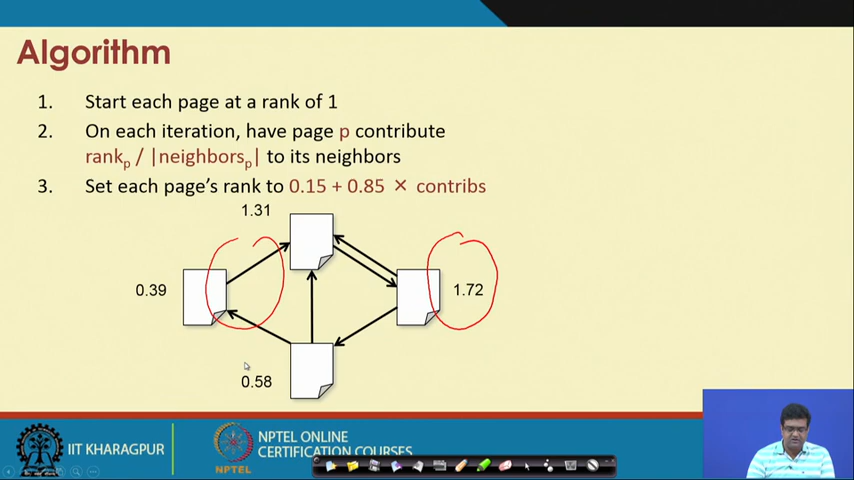 Algorithm
1. Start each page at a rank of 1
2. On each iteration, have page p contribute
rankp / |neighborsp| to its neighbors
3. Set each page's rank to 0.15 + 0.85 × contribs
1.31
0.39
1.72
0.58
IIT KHARAGPUR
NPTEL
NPTEL ONLINE
CERTIFICATION COURSES